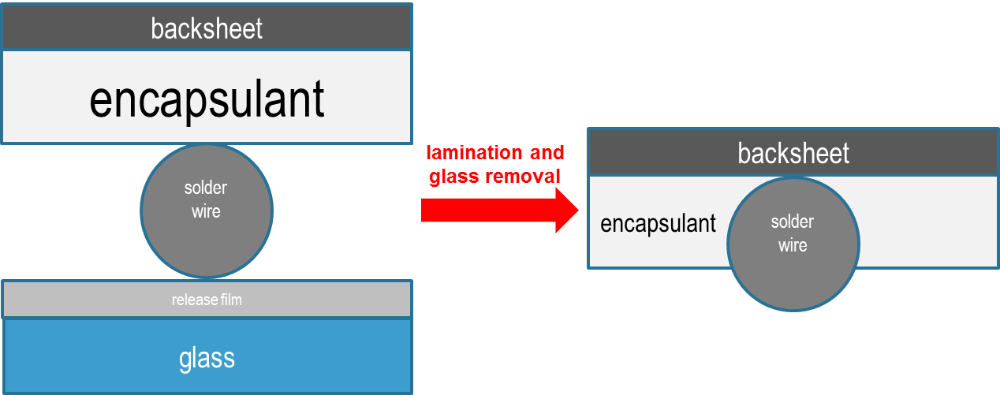 backsheet
encapsulant
solder
wire
release film
glass
lamination and
glass removal
backsheet
encapsulant
solder
wire